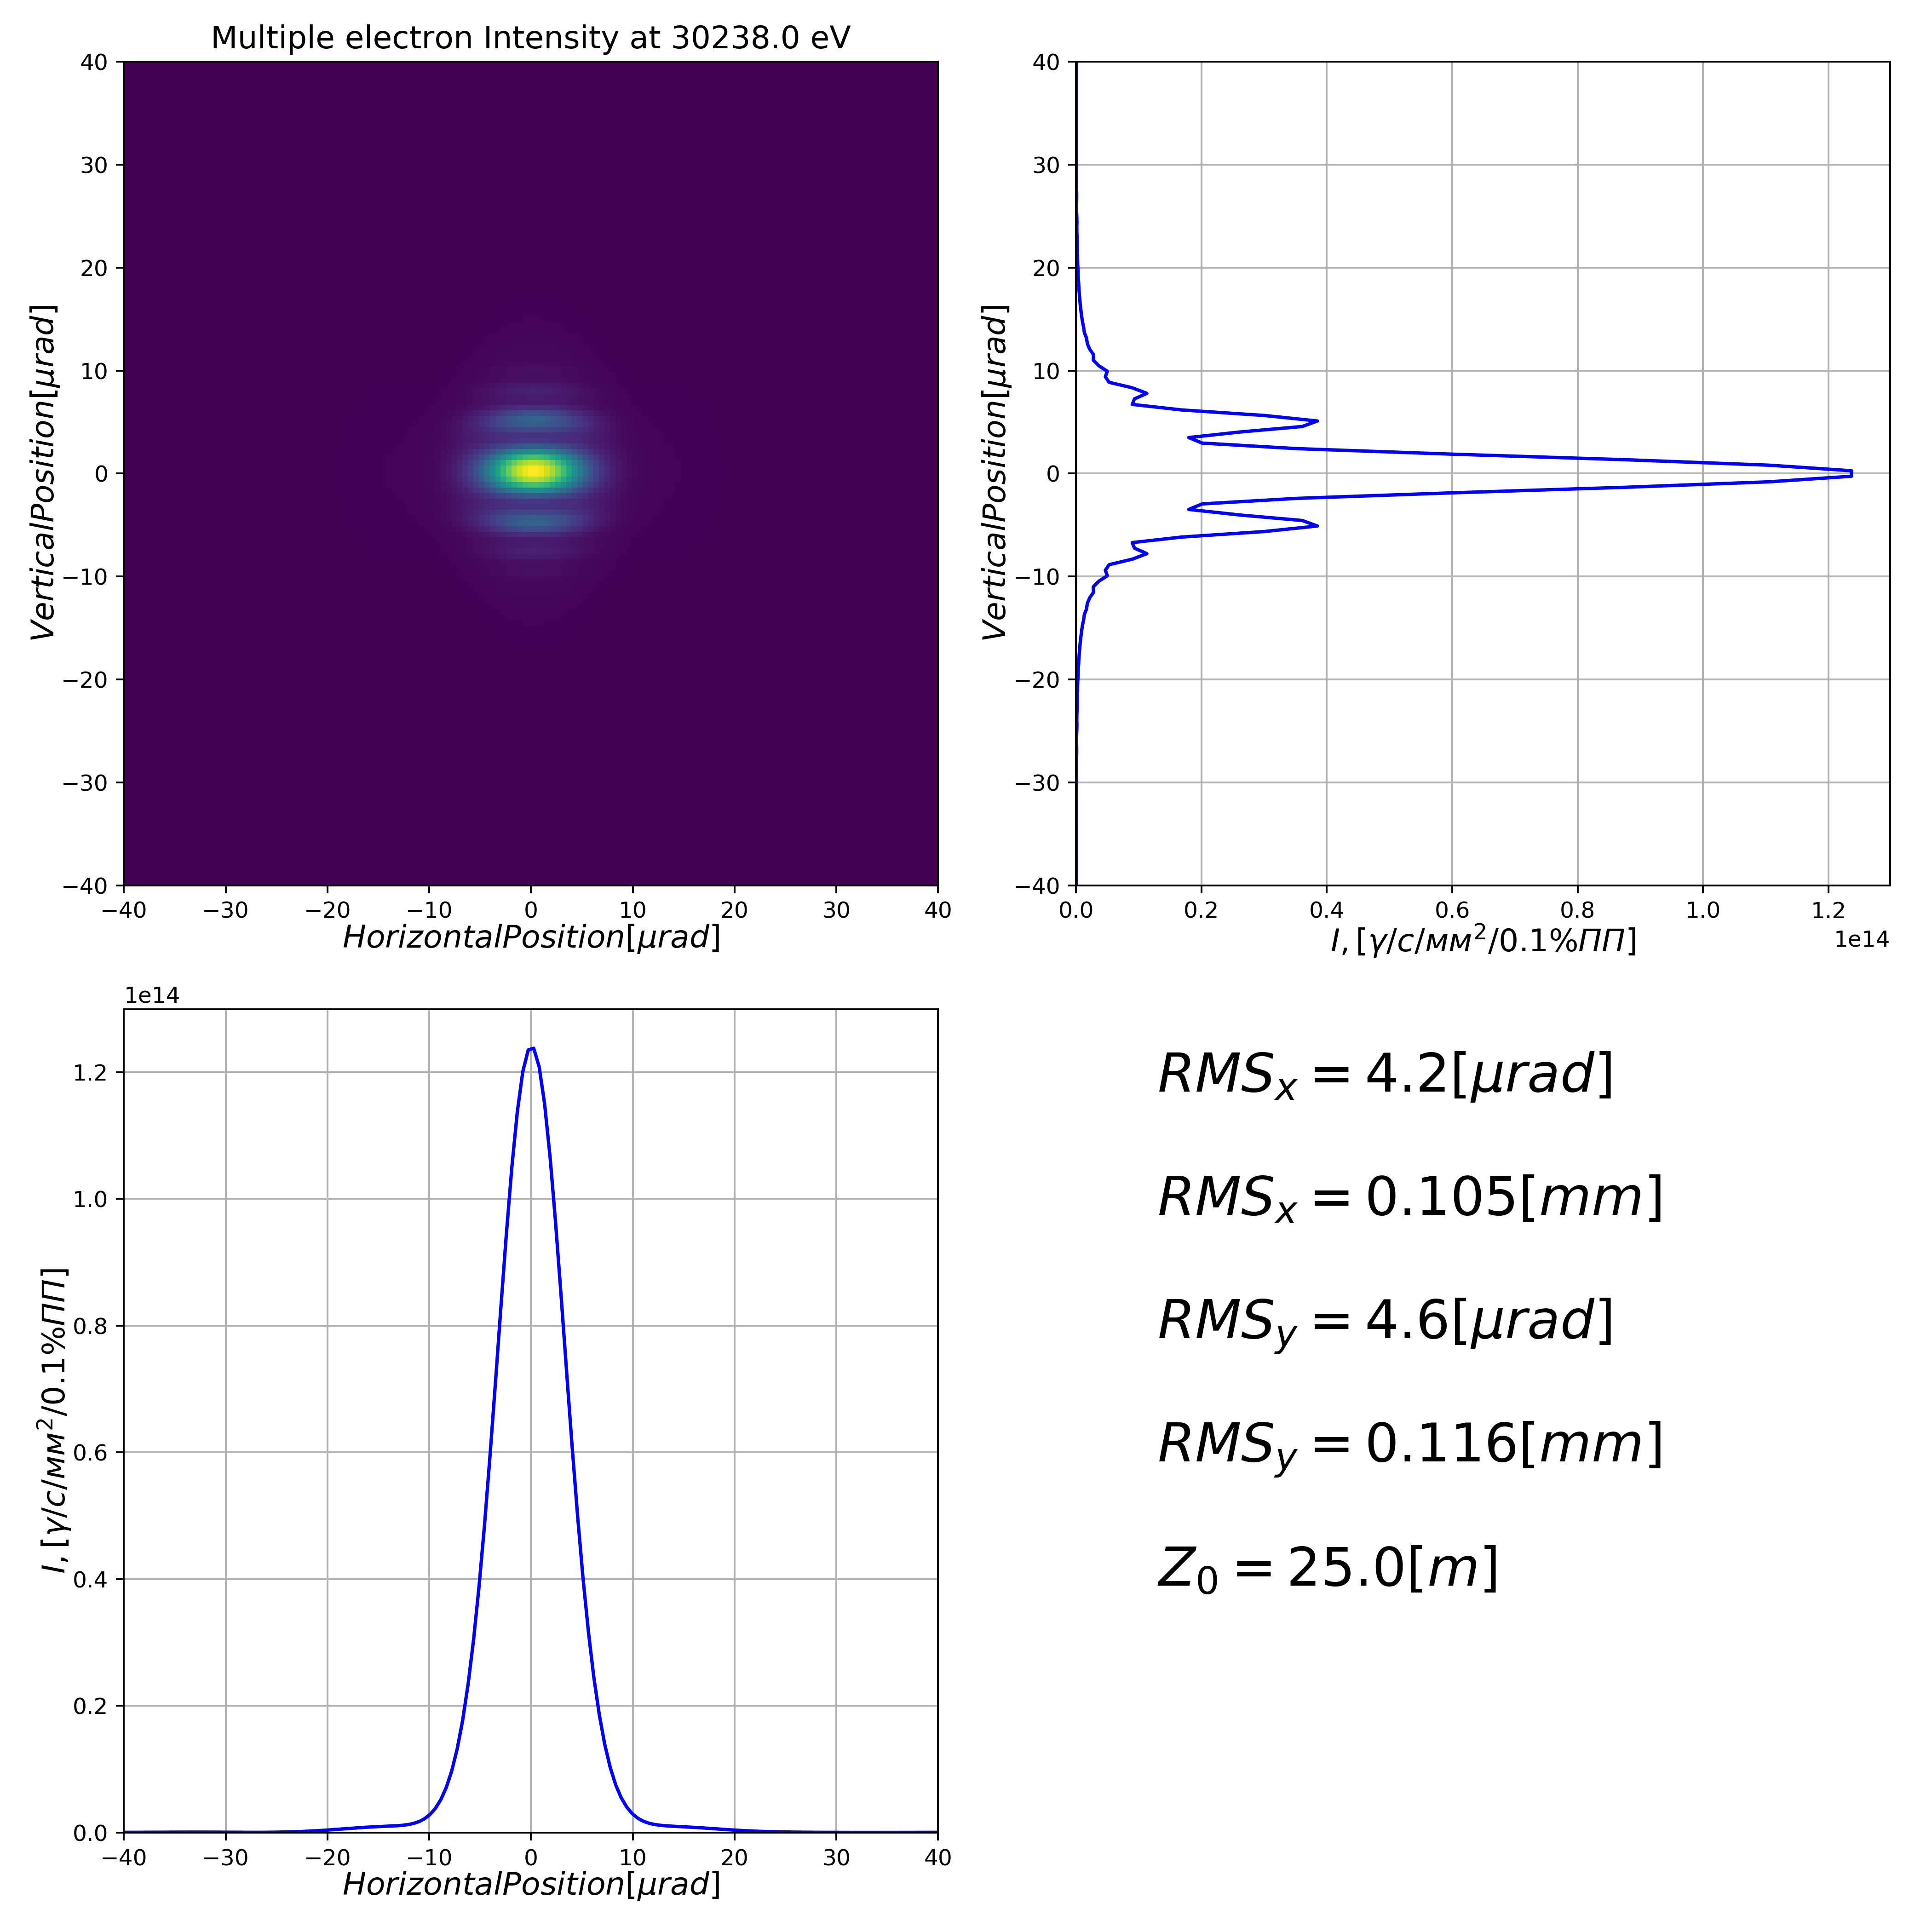 Multiple electron Intensity at 30238.0 eV
40
30
20
10
0
−10
−20
−30
−40
VerticalPosition[μrad]
−40 −30 −20 −10 0 10 20 30 40
HorizontalPosition[μrad]
40
30
20
10
0
−10
−20
−30
−40
VerticalPosition[μrad]
0.0 0.2 0.4 0.6 0.8 1.0 1.2
1e14
I, [γ/с/мм²/0.1%ПП]
1e14
1.2
1.0
0.8
0.6
0.4
0.2
0.0
I, [γ/с/мм²/0.1%ПП]
−40 −30 −20 −10 0 10 20 30 40
HorizontalPosition[μrad]
RMSₓ = 4.2[μrad]
RMSₓ = 0.105[mm]
RMS_y = 4.6[μrad]
RMS_y = 0.116[mm]
Z₀ = 25.0[m]